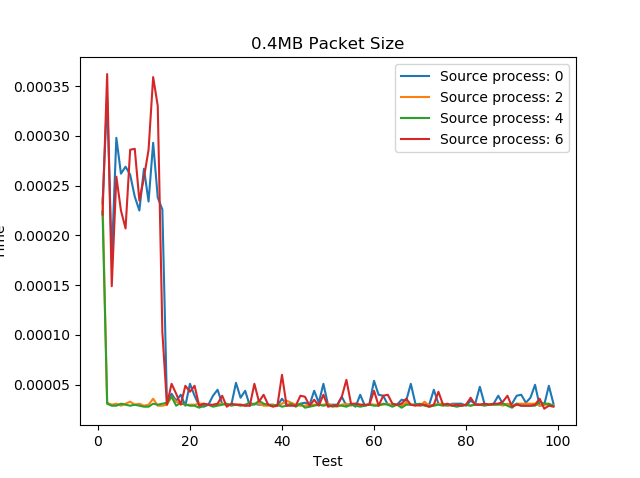 0.4MB Packet Size
Source process: 0
Source process: 2
Source process: 4
Source process: 6
0.00035
0.00030
0.00025
0.00020
0.00015
0.00010
0.00005
0 20 40 60 80 100
Test